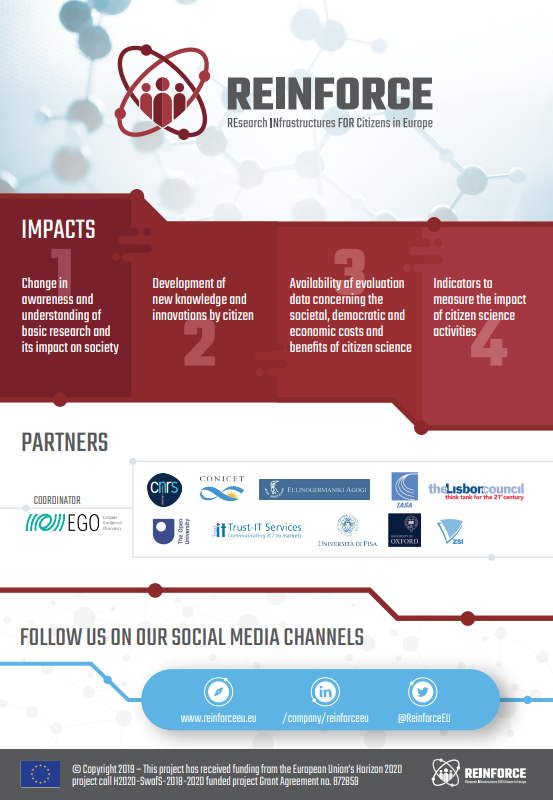 REINFORCE
REsearch INfrastructures FOR Citizens in Europe
IMPACTS
1
Change in
awareness and
understanding of
basic research and
its impact on society
2
Development of
new knowledge and
innovations by citizen
3
Availability of evaluation
data concerning the
societal, democratic and
economic costs and
benefits of citizen science
4
Indicators to
measure the impact
of citizen science
activities
PARTNERS
COORDINATOR
EGO
European
Gravitational
Observatory
cnrs
CONICET
ELLINOGERMANIKI AGOGI
IASA
theLisboncouncil
think tank for the 21st century
The Open
University
Trust-IT Services
Communicating ICT to markets
UNIVERSITÀ DI PISA
UNIVERSITY OF
OXFORD
ZSI
FOLLOW US ON OUR SOCIAL MEDIA CHANNELS
in
www.reinforceeu.eu
/company/reinforceeu
@ReinforceEU
© Copyright 2019 – This project has received funding from the European Union's Horizon 2020
project call H2020-SwafS-2018-2020 funded project Grant Agreement no. 872859
REINFORCE
REsearch INfrastructures FOR Citizens in Europe